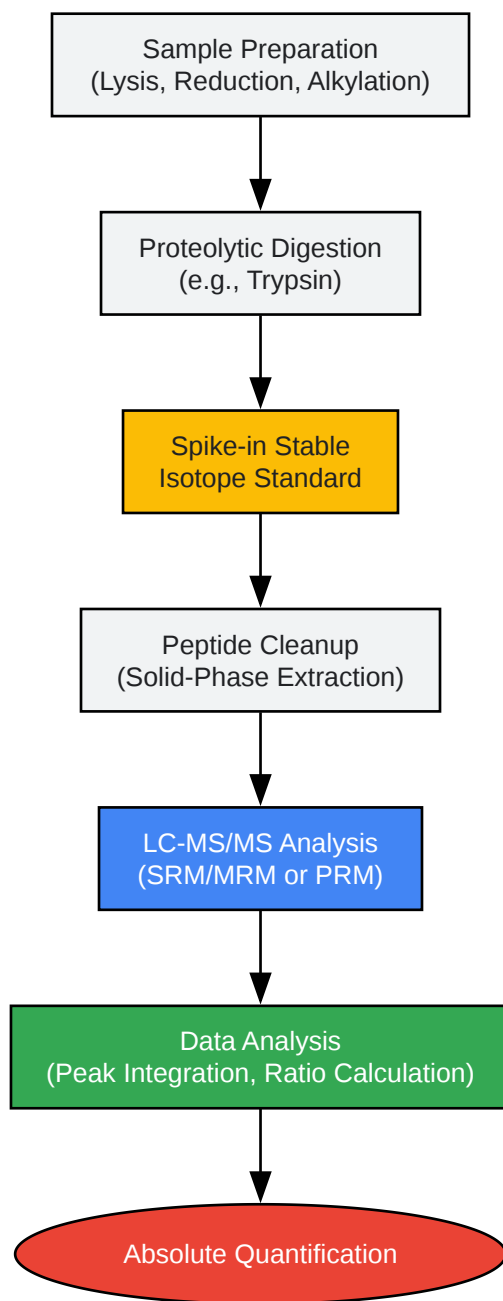 Sample Preparation
(Lysis, Reduction, Alkylation)
Proteolytic Digestion
(e.g., Trypsin)
Spike-in Stable
Isotope Standard
Peptide Cleanup
(Solid-Phase Extraction)
LC-MS/MS Analysis
(SRM/MRM or PRM)
Data Analysis
(Peak Integration, Ratio Calculation)
Absolute Quantification